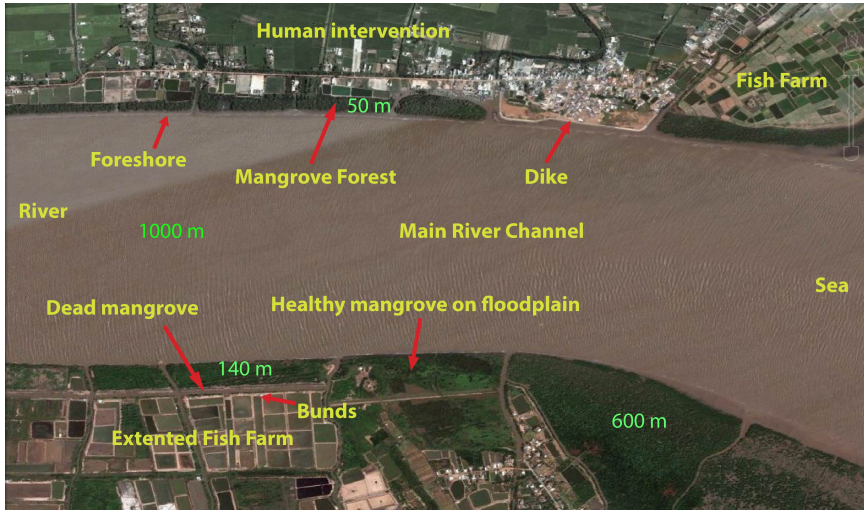 Human intervention
Fish Farm
50 m
Foreshore
Mangrove Forest
Dike
River
1000 m
Main River Channel
Sea
Dead mangrove
Healthy mangrove on floodplain
140 m
Bunds
Extented Fish Farm
600 m